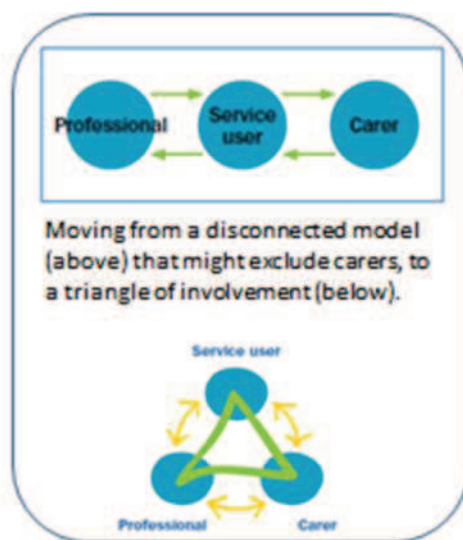 Professional
Service
user
Carer
Moving from a disconnected model
(above) that might exclude carers, to
a triangle of involvement (below).
Service user
Professional
Carer